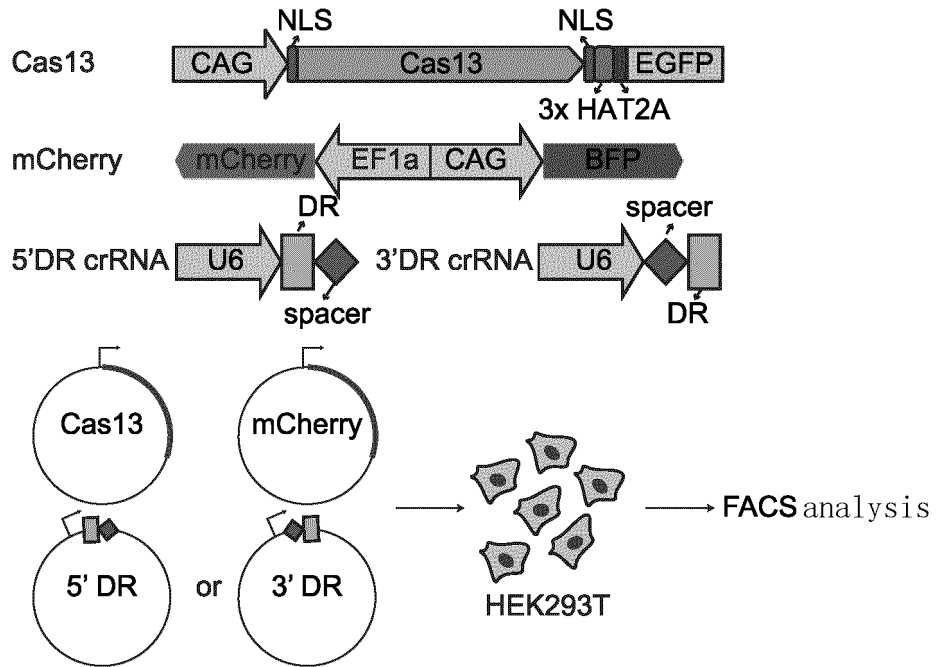 NLS NLS
Cas13 CAG Cas13 EGFP
3x HAT2A
mCherry mCherry EF1a CAG BFP
DR spacer
5'DR crRNA U6 3'DR crRNA U6
spacer DR
Cas13 mCherry
FACS analysis
5' DR or 3' DR
HEK293T